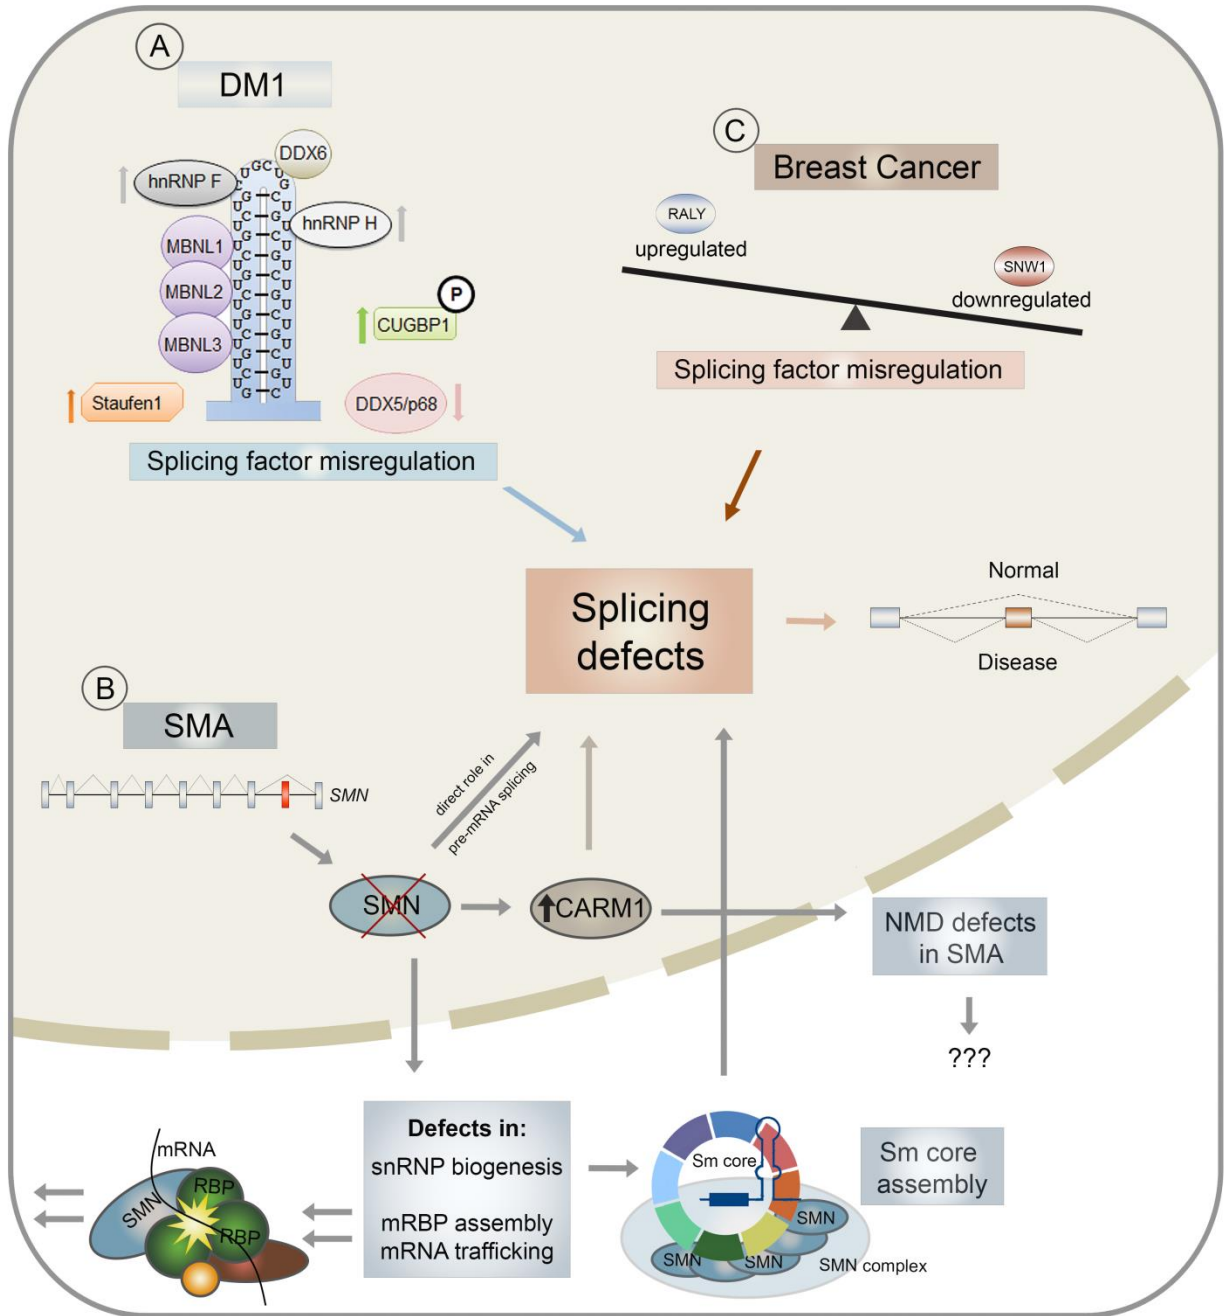 A
DM1
DDX6
hnRNP F
hnRNP H
MBNL1
MBNL2
MBNL3
P
CUGBP1
Staufen1
DDX5/p68
Splicing factor misregulation
C
Breast Cancer
RALY
upregulated
SNW1
downregulated
Splicing factor misregulation
Splicing
defects
Normal
Disease
B
SMA
SMN
direct role in
pre-mRNA splicing
SMN
CARM1
NMD defects
in SMA
???
mRNA
SMN
RBP
RBP
Defects in:
snRNP biogenesis
mRBP assembly
mRNA trafficking
Sm core
SMN
SMN
SMN
SMN complex
Sm core
assembly